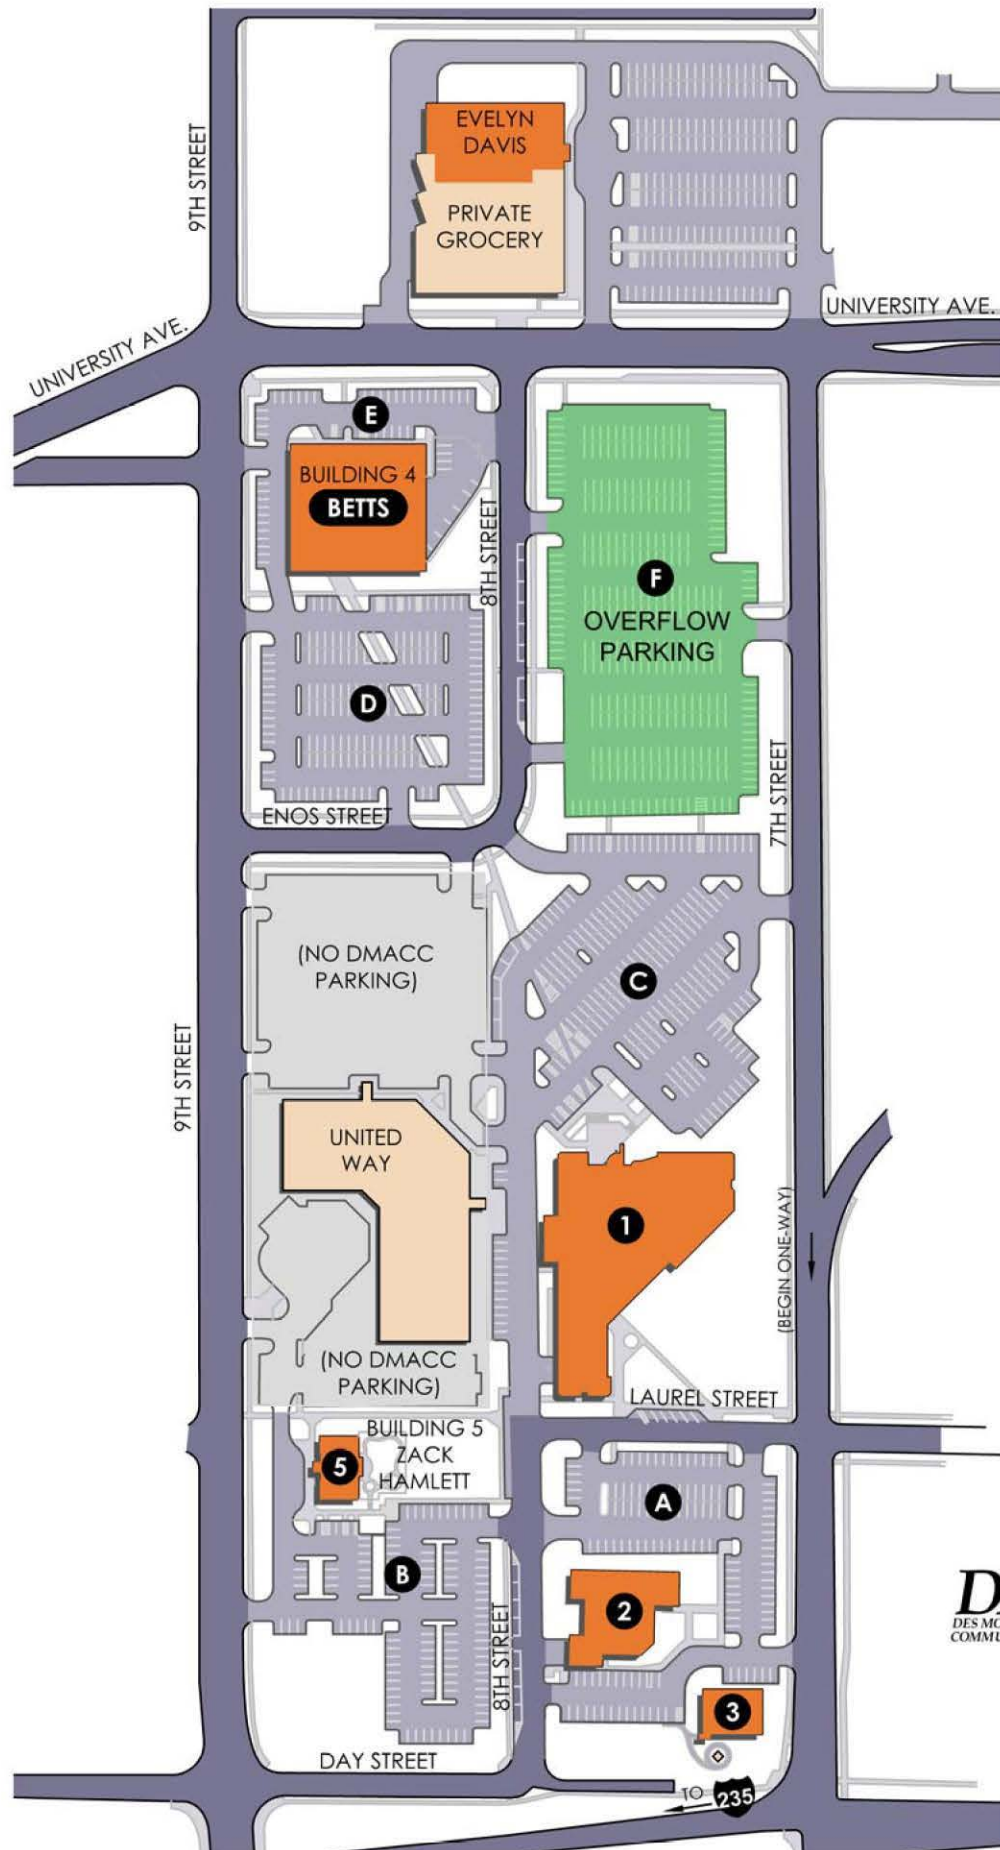 EVELYN
DAVIS
9TH STREET
PRIVATE
GROCERY
UNIVERSITY AVE.
UNIVERSITY AVE.
E
BUILDING 4
BETTS
8TH STREET
F
OVERFLOW
PARKING
D
7TH STREET
ENOS STREET
(NO DMACC
PARKING)
C
9TH STREET
UNITED
WAY
1
(BEGIN ONE-WAY)
(NO DMACC
PARKING)
LAUREL STREET
BUILDING 5
ZACK
HAMLETT
5
A
B
2
DES MO
COMMU
8TH STREET
3
DAY STREET
TO
235